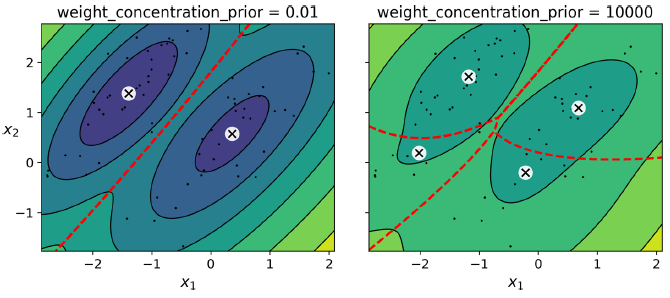 weight_concentration_prior = 0.01
weight_concentration_prior = 10000
2
1
0
−1
x2
−2
−1
0
1
2
x1
−2
−1
0
1
2
x1